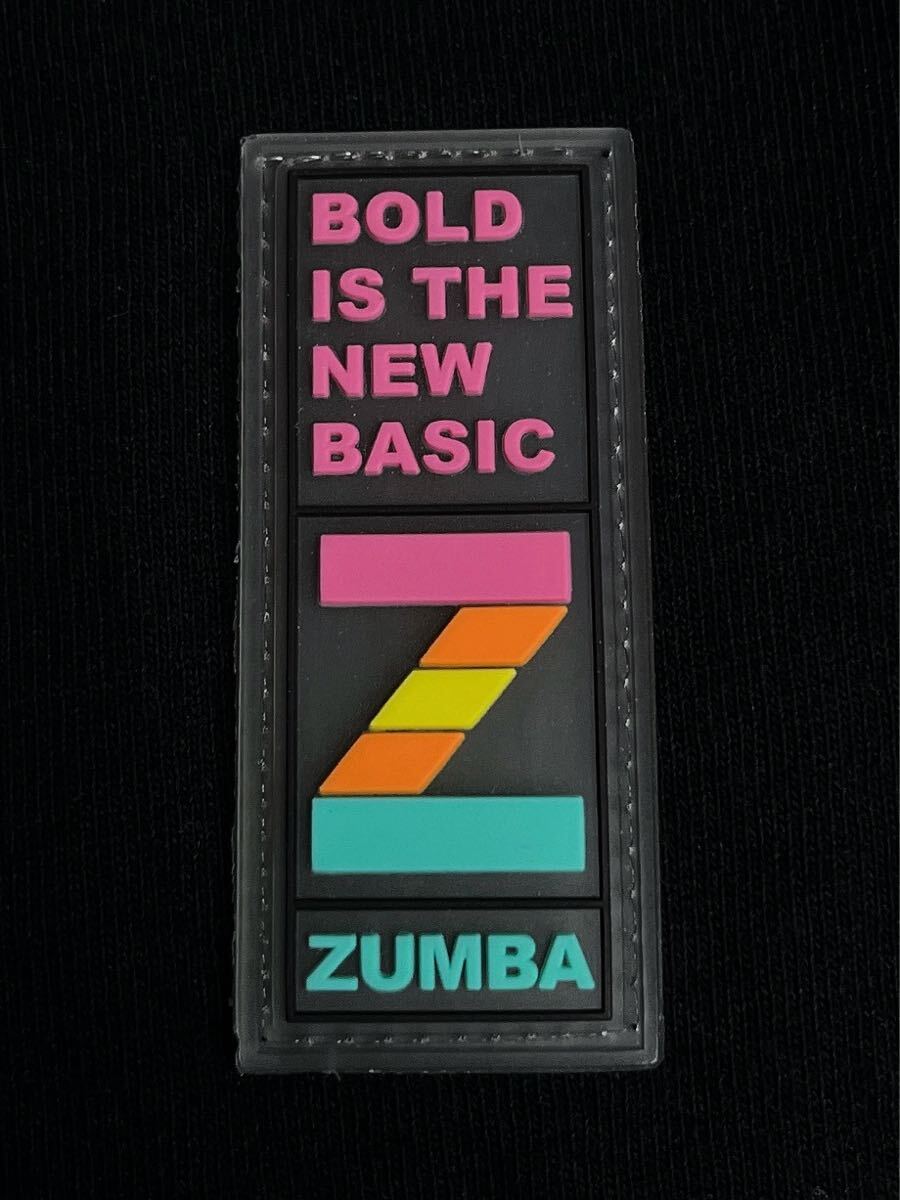 BOLD
IS THE
NEW
BASIC
Z
ZUMBA